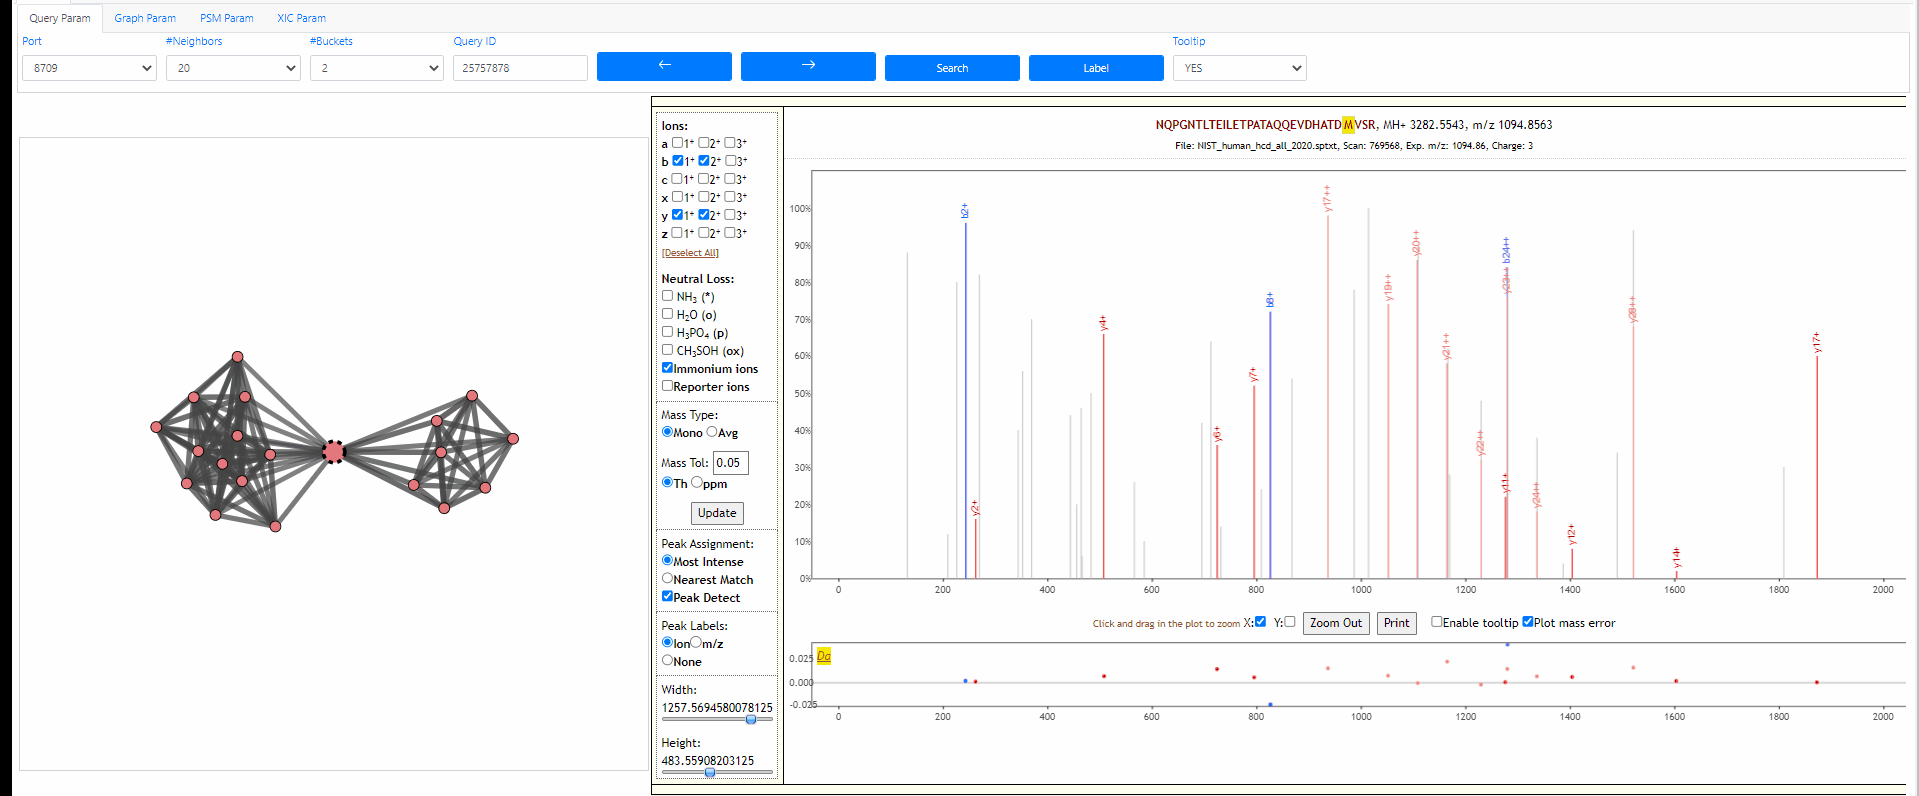 Query Param Graph Param PSM Param XIC Param
Port #Neighbors #Buckets Query ID Tooltip
8709 20 2 25757878 ← → Search Label YES
Ions:
a 1+ 2+ 3+
b 1+ 2+ 3+
c 1+ 2+ 3+
x 1+ 2+ 3+
y 1+ 2+ 3+
z 1+ 2+ 3+
[Deselect All]
Neutral Loss:
NH3 (*)
H2O (o)
H3PO4 (p)
CH3SOH (ox)
Immonium ions
Reporter ions
Mass Type:
Mono Avg
Mass Tol: 0.05
Th ppm
Update
Peak Assignment:
Most Intense
Nearest Match
Peak Detect
Peak Labels:
Ion m/z
None
Width:
1257.5694580078125
Height:
483.55908203125
NQPGNTLTEILETPATAQQEVDHATDMVSR, MH+ 3282.5543, m/z 1094.8563
File: NIST_human_hcd_all_2020.sptxt, Scan: 769568, Exp. m/z: 1094.86, Charge: 3
100%
90%
80%
70%
60%
50%
40%
30%
20%
10%
0%
b2+
y2+
y4+
y6+
y7+
b8+
y17++
y19++
y20++
y21++
y22++
y11+
b24++
y23++
y24++
y12+
y28++
y14+
y17+
0 200 400 600 800 1000 1200 1400 1600 1800 2000
Click and drag in the plot to zoom X: Y: Zoom Out Print Enable tooltip Plot mass error
0.025 Da
0.000
-0.025
0 200 400 600 800 1000 1200 1400 1600 1800 2000